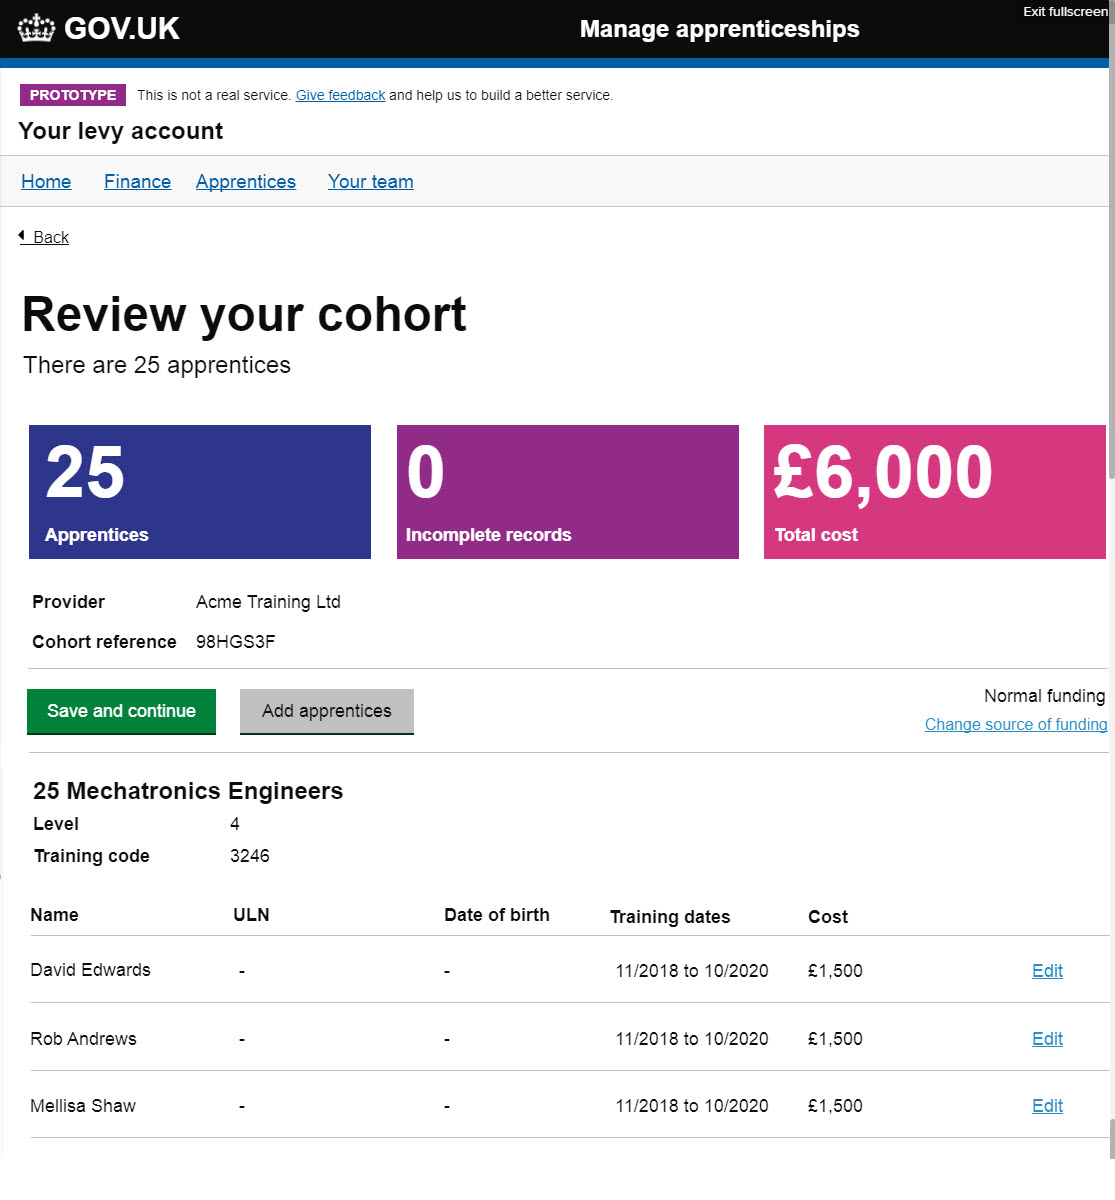 Exit fullscreen
GOV.UK Manage apprenticeships
PROTOTYPE This is not a real service. Give feedback and help us to build a better service.
Your levy account
Home Finance Apprentices Your team
Back
Review your cohort
There are 25 apprentices
25 0 £6,000
Apprentices Incomplete records Total cost
Provider Acme Training Ltd
Cohort reference 98HGS3F
Save and continue Add apprentices Normal funding
Change source of funding
25 Mechatronics Engineers
Level 4
Training code 3246
Name ULN Date of birth Training dates Cost
David Edwards - - 11/2018 to 10/2020 £1,500 Edit
Rob Andrews - - 11/2018 to 10/2020 £1,500 Edit
Mellisa Shaw - - 11/2018 to 10/2020 £1,500 Edit